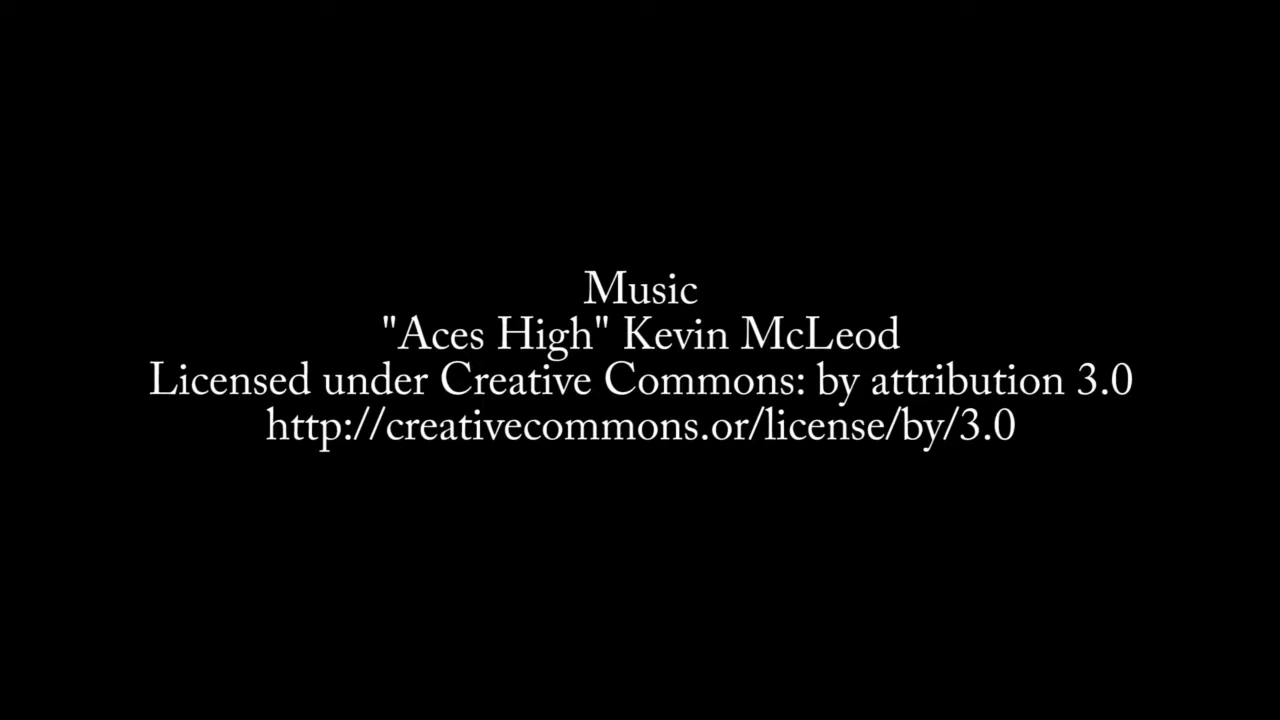 Music
"Aces High" Kevin McLeod
Licensed under Creative Commons: by attribution 3.0
http://creativecommons.or/license/by/3.0